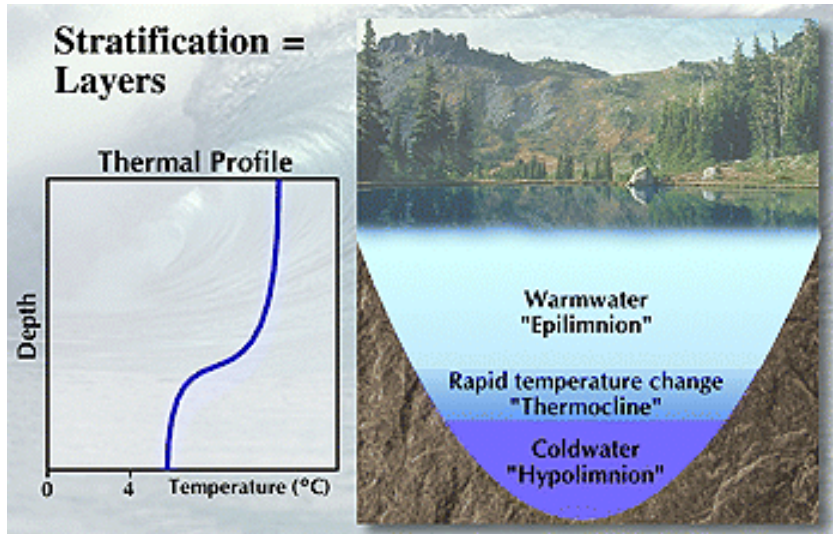 Stratification =
Layers
Thermal Profile
Depth
0
4
Temperature (°C)
Warmwater
"Epilimnion"
Rapid temperature change
"Thermocline"
Coldwater
"Hypolimnion"